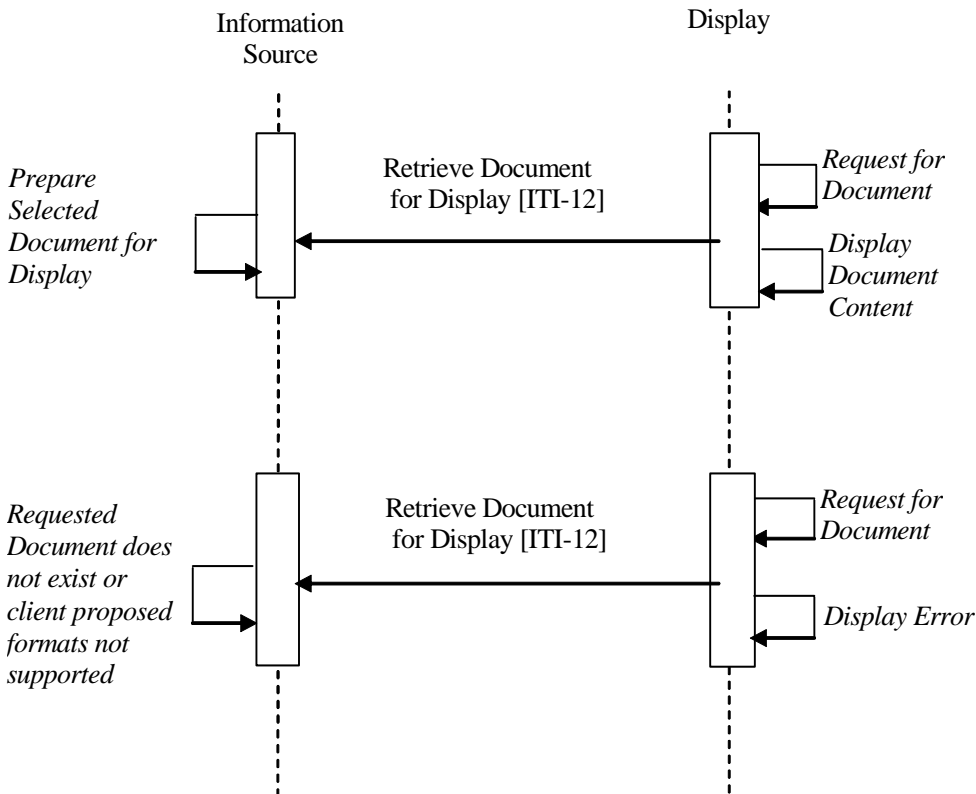 Information
Source
Display
Prepare
Selected
Document for
Display
Retrieve Document
for Display [ITI-12]
Request for
Document
Display
Document
Content
Requested
Document does
not exist or
client proposed
formats not
supported
Retrieve Document
for Display [ITI-12]
Request for
Document
Display Error